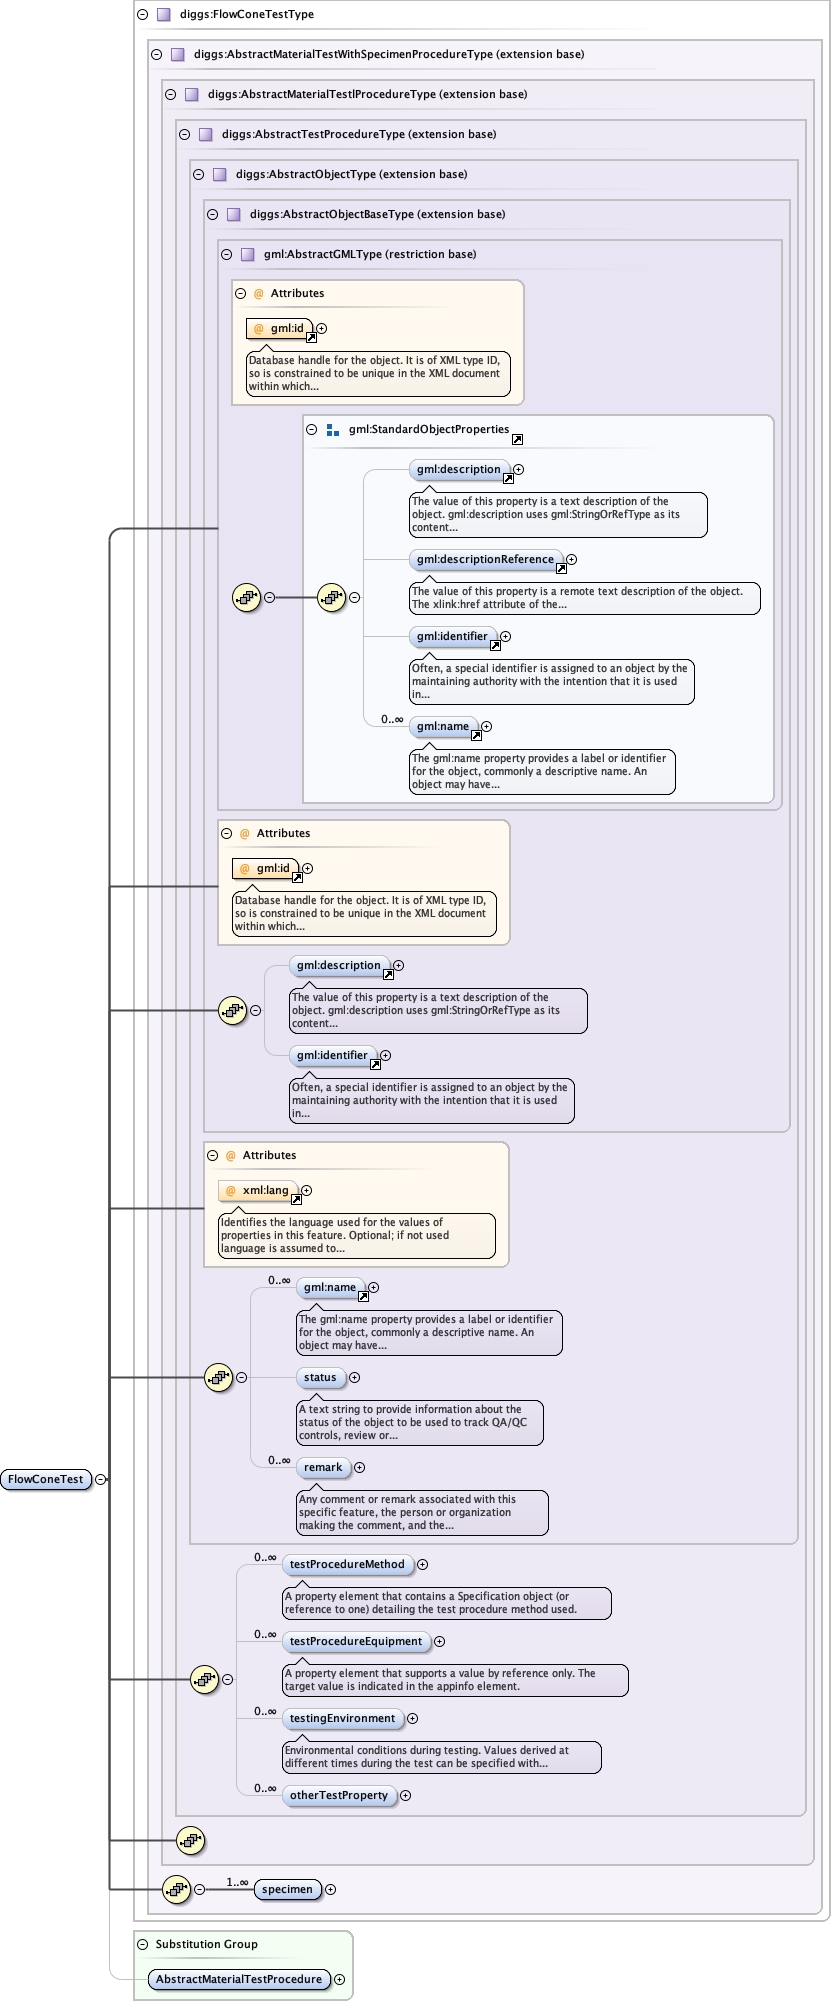 diggs:FlowConeTestType
diggs:AbstractMaterialTestWithSpecimenProcedureType (extension base)
diggs:AbstractMaterialTestlProcedureType (extension base)
diggs:AbstractTestProcedureType (extension base)
diggs:AbstractObjectType (extension base)
diggs:AbstractObjectBaseType (extension base)
gml:AbstractGMLType (restriction base)
@ Attributes
@ gml:id
Database handle for the object. It is of XML type ID,
so is constrained to be unique in the XML document
within which...
gml:StandardObjectProperties
gml:description
The value of this property is a text description of the
object. gml:description uses gml:StringOrRefType as its
content...
gml:descriptionReference
The value of this property is a remote text description of the object.
The xlink:href attribute of the...
gml:identifier
Often, a special identifier is assigned to an object by the
maintaining authority with the intention that it is used
in...
0..∞
gml:name
The gml:name property provides a label or identifier
for the object, commonly a descriptive name. An
object may have...
@ Attributes
@ gml:id
Database handle for the object. It is of XML type ID,
so is constrained to be unique in the XML document
within which...
gml:description
The value of this property is a text description of the
object. gml:description uses gml:StringOrRefType as its
content...
gml:identifier
Often, a special identifier is assigned to an object by the
maintaining authority with the intention that it is used
in...
@ Attributes
@ xml:lang
Identifies the language used for the values of
properties in this feature. Optional; if not used
language is assumed to...
0..∞
gml:name
The gml:name property provides a label or identifier
for the object, commonly a descriptive name. An
object may have...
status
A text string to provide information about the
status of the object to be used to track QA/QC
controls, review or...
0..∞
remark
Any comment or remark associated with this
specific feature, the person or organization
making the comment, and the...
FlowConeTest
0..∞
testProcedureMethod
A property element that contains a Specification object (or
reference to one) detailing the test procedure method used.
0..∞
testProcedureEquipment
A property element that supports a value by reference only. The
target value is indicated in the appinfo element.
0..∞
testingEnvironment
Environmental conditions during testing. Values derived at
different times during the test can be specified with...
0..∞
otherTestProperty
1..∞
specimen
Substitution Group
AbstractMaterialTestProcedure